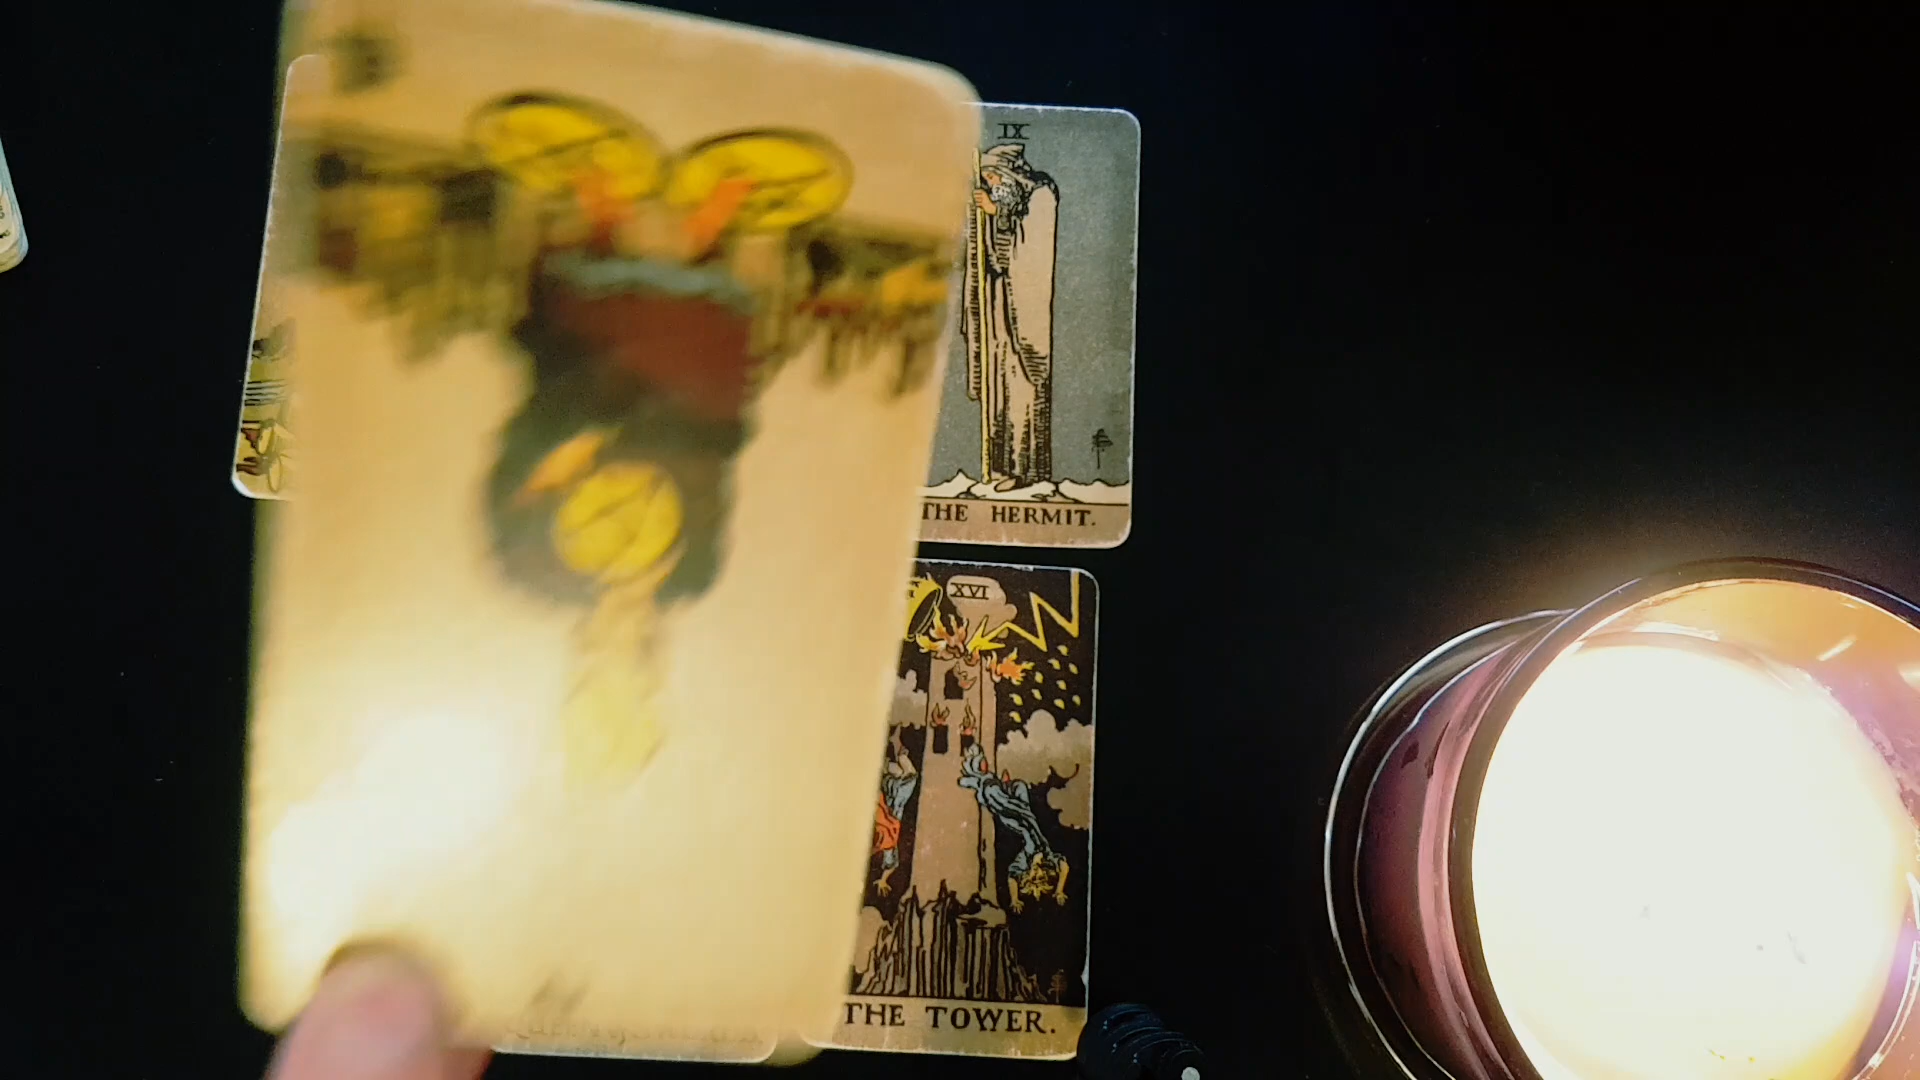 IX
THE HERMIT.
XVI
THE TOWER.